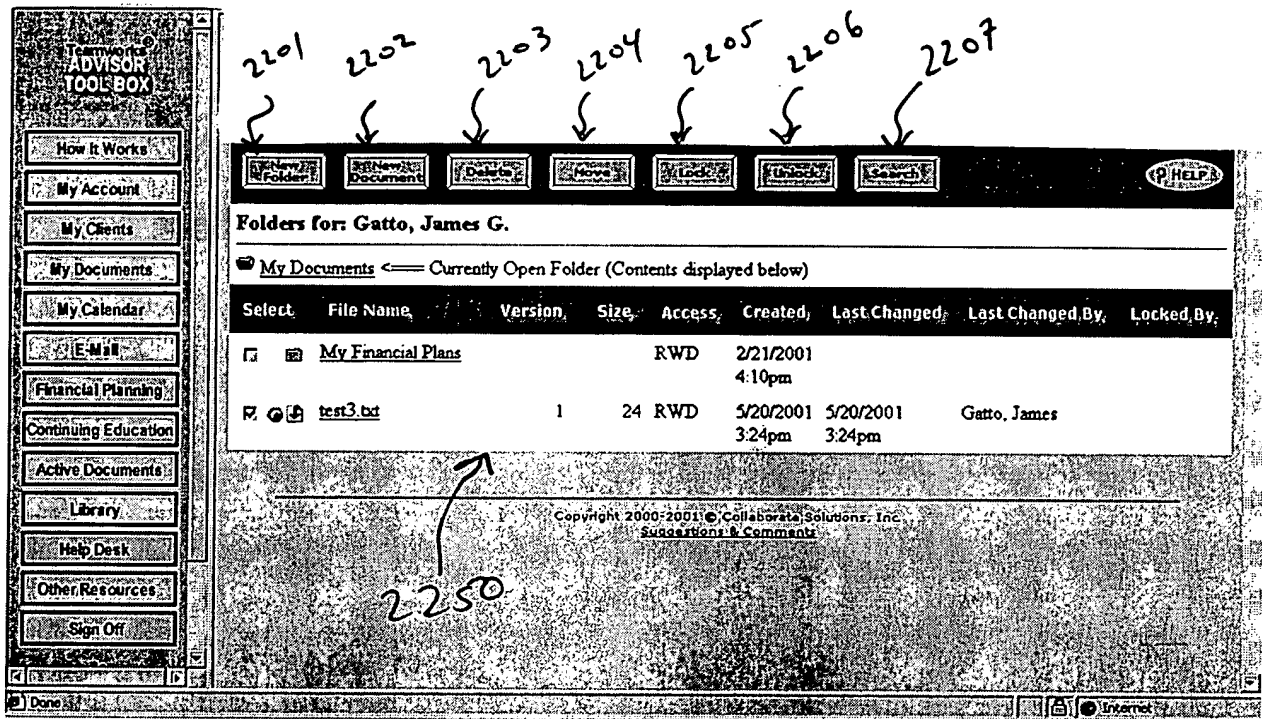 Teamworks®
ADVISOR
TOOL BOX
How It Works
My Account
My Clients
My Documents
My Calendar
E-Mail
Financial Planning
Continuing Education
Active Documents
Library
Help Desk
Other Resources
Sign Off
2201 2202 2203 2204 2205 2206 2207
New Folder New Document Delete Move Lock Unlock Search HELP
Folders for: Gatto, James G.
My Documents <== Currently Open Folder (Contents displayed below)
Select File Name Version Size Access Created Last Changed Last Changed By Locked By
My Financial Plans RWD 2/21/2001
4:10pm
test3.txt 1 24 RWD 5/20/2001 5/20/2001 Gatto, James
3:24pm 3:24pm
Copyright 2000-2001 © Collaborate Solutions, Inc
Suggestions & Comments
2250
Done Internet